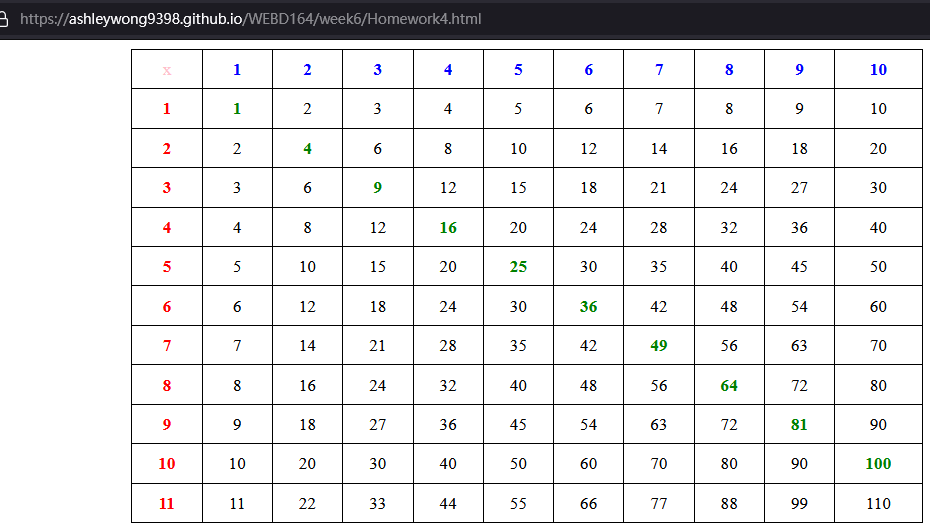 https://ashleywong9398.github.io/WEBD164/week6/Homework4.html
x 1 2 3 4 5 6 7 8 9 10
1 1 2 3 4 5 6 7 8 9 10
2 2 4 6 8 10 12 14 16 18 20
3 3 6 9 12 15 18 21 24 27 30
4 4 8 12 16 20 24 28 32 36 40
5 5 10 15 20 25 30 35 40 45 50
6 6 12 18 24 30 36 42 48 54 60
7 7 14 21 28 35 42 49 56 63 70
8 8 16 24 32 40 48 56 64 72 80
9 9 18 27 36 45 54 63 72 81 90
10 10 20 30 40 50 60 70 80 90 100
11 11 22 33 44 55 66 77 88 99 110